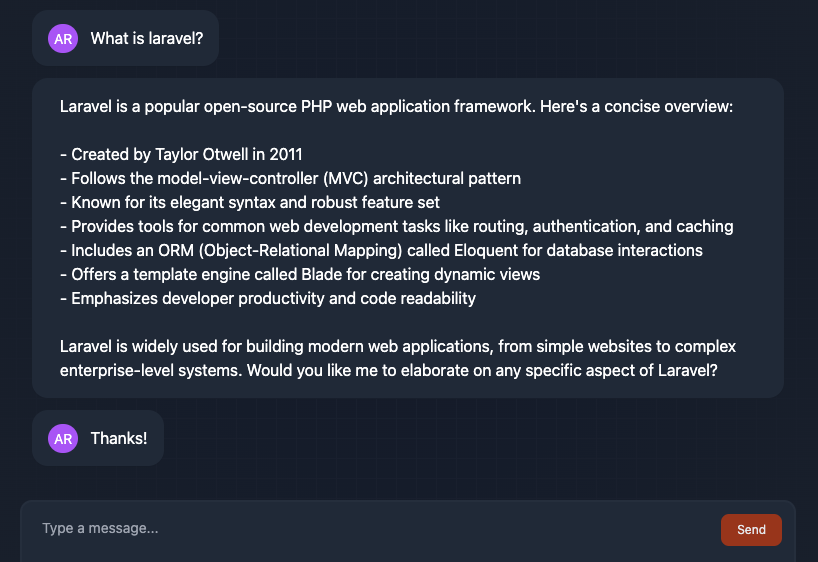 AR What is laravel?
Laravel is a popular open-source PHP web application framework. Here's a concise overview:
- Created by Taylor Otwell in 2011
- Follows the model-view-controller (MVC) architectural pattern
- Known for its elegant syntax and robust feature set
- Provides tools for common web development tasks like routing, authentication, and caching
- Includes an ORM (Object-Relational Mapping) called Eloquent for database interactions
- Offers a template engine called Blade for creating dynamic views
- Emphasizes developer productivity and code readability
Laravel is widely used for building modern web applications, from simple websites to complex
enterprise-level systems. Would you like me to elaborate on any specific aspect of Laravel?
AR Thanks!
Type a message... Send